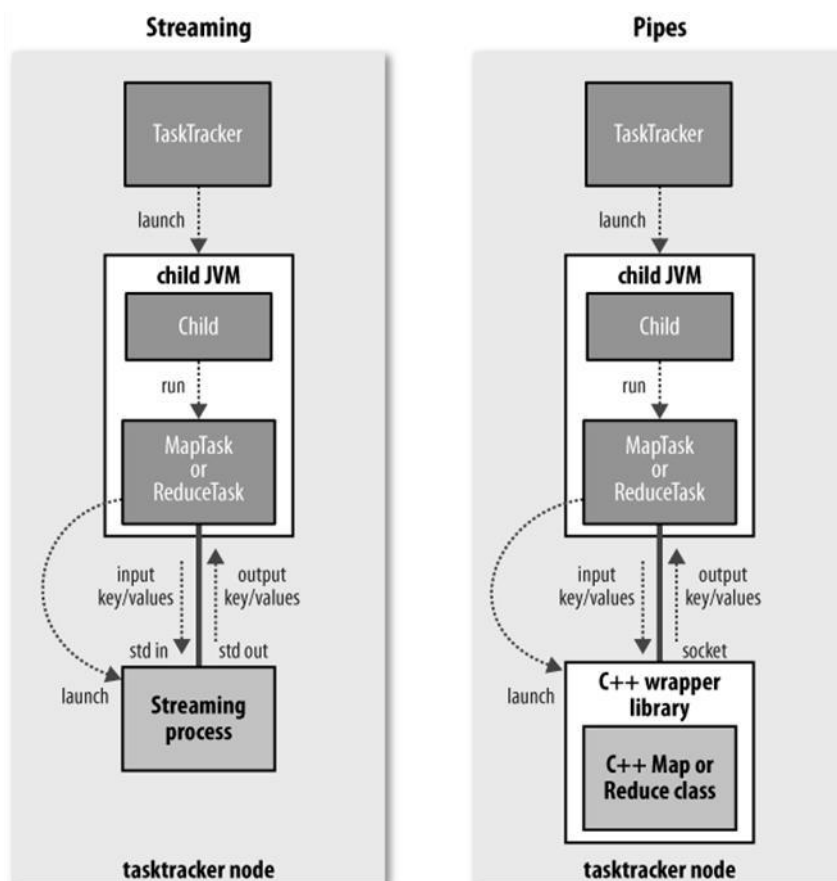 Streaming
TaskTracker
launch
child JVM
Child
run
MapTask
or
ReduceTask
input
key/values
output
key/values
std in
std out
launch
Streaming
process
tasktracker node
Pipes
TaskTracker
launch
child JVM
Child
run
MapTask
or
ReduceTask
input
key/values
output
key/values
socket
launch
C++ wrapper
library
C++ Map or
Reduce class
tasktracker node